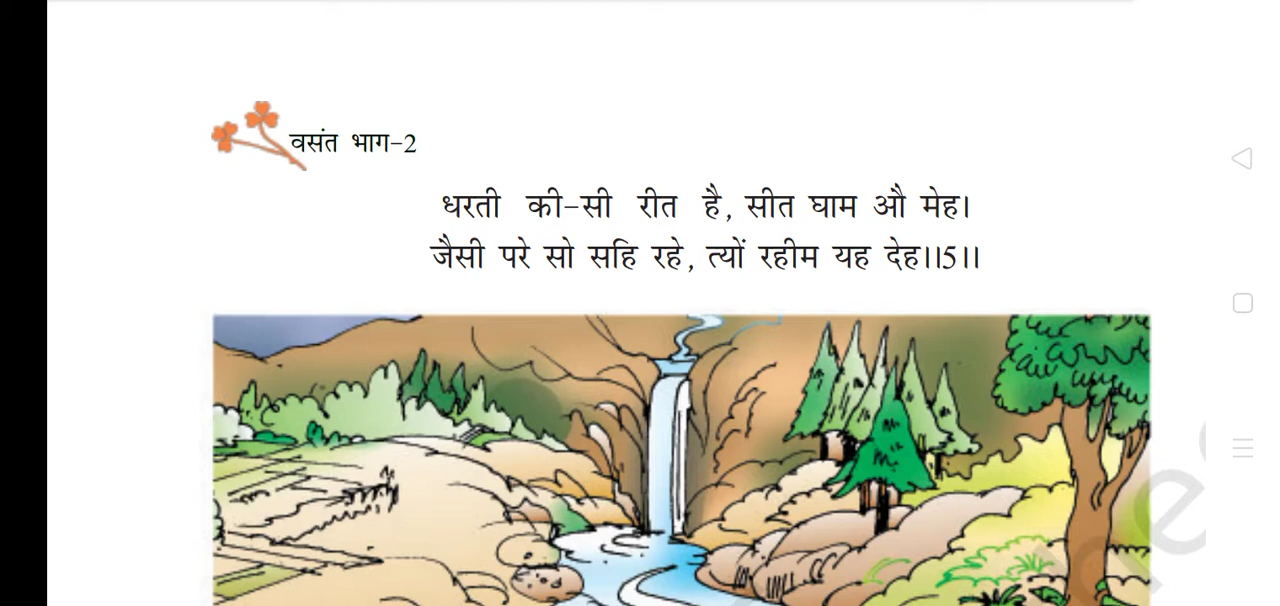 वसंत भाग-2
धरती की-सी रीत है, सीत घाम औ मेह।
जैसी परे सो सहि रहे, त्यों रहीम यह देह।।5।।